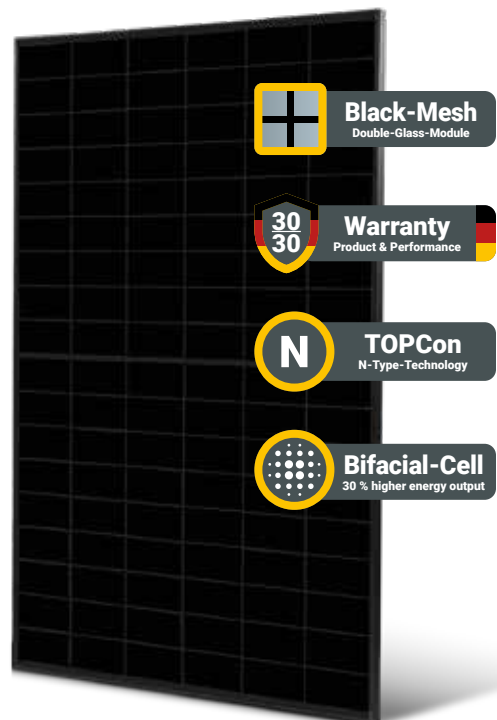 Black-Mesh
Double-Glass-Module
30
30
Warranty
Product & Performance
N
TOPCon
N-Type-Technology
Bifacial-Cell
30 % higher energy output